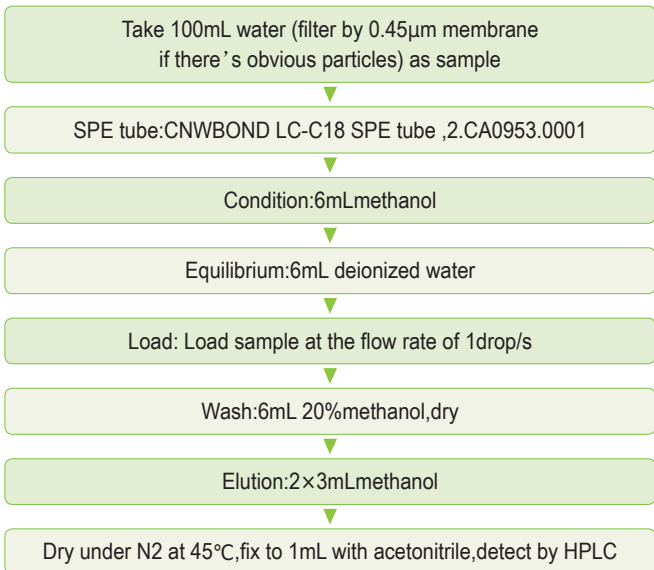 Take 100mL water (filter by 0.45μm membrane
if there’s obvious particles) as sample
SPE tube:CNWBOND LC-C18 SPE tube ,2.CA0953.0001
Condition:6mLmethanol
Equilibrium:6mL deionized water
Load: Load sample at the flow rate of 1drop/s
Wash:6mL 20%methanol,dry
Elution:2×3mLmethanol
Dry under N2 at 45℃,fix to 1mL with acetonitrile,detect by HPLC